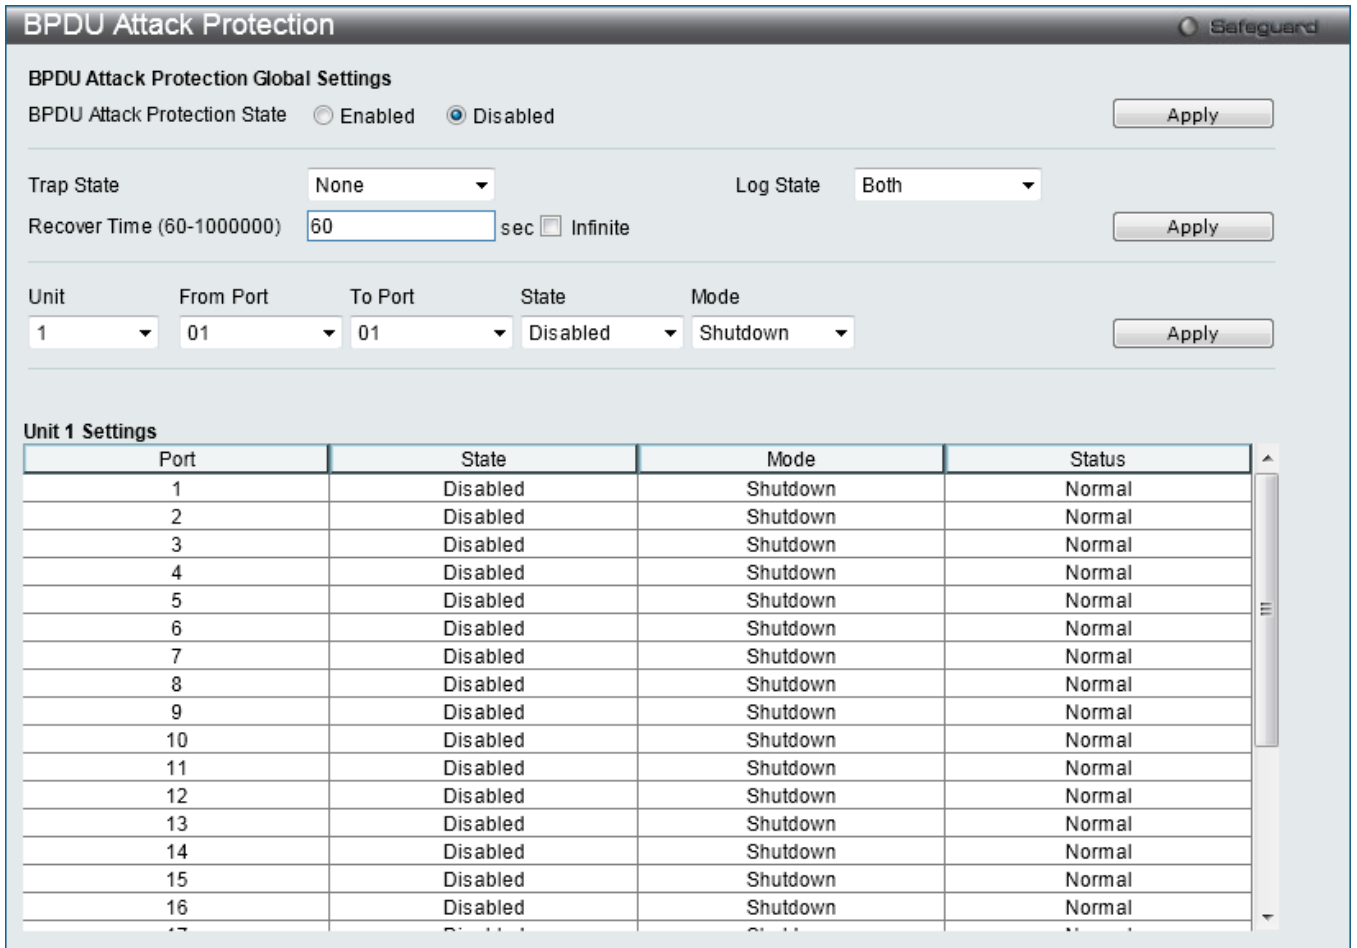 BPDU Attack Protection
Safeguard
BPDU Attack Protection Global Settings
BPDU Attack Protection State Enabled Disabled Apply
Trap State None Log State Both
Recover Time (60-1000000) 60 sec Infinite Apply
Unit From Port To Port State Mode
1 01 01 Disabled Shutdown Apply
Unit 1 Settings
Port State Mode Status
1 Disabled Shutdown Normal
2 Disabled Shutdown Normal
3 Disabled Shutdown Normal
4 Disabled Shutdown Normal
5 Disabled Shutdown Normal
6 Disabled Shutdown Normal
7 Disabled Shutdown Normal
8 Disabled Shutdown Normal
9 Disabled Shutdown Normal
10 Disabled Shutdown Normal
11 Disabled Shutdown Normal
12 Disabled Shutdown Normal
13 Disabled Shutdown Normal
14 Disabled Shutdown Normal
15 Disabled Shutdown Normal
16 Disabled Shutdown Normal